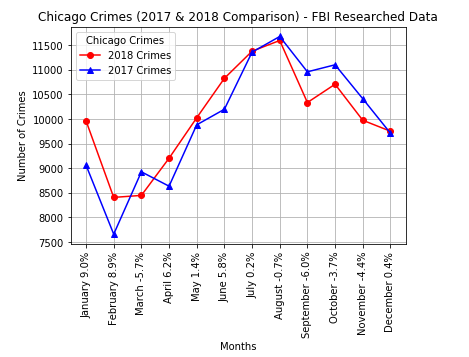 Chicago Crimes (2017 & 2018 Comparison) - FBI Researched Data
Chicago Crimes
2018 Crimes
2017 Crimes
Number of Crimes
11500
11000
10500
10000
9500
9000
8500
8000
7500
January 9.0%
February 8.9%
March -5.7%
April 6.2%
May 1.4%
June 5.8%
July 0.2%
August -0.7%
September -6.0%
October -3.7%
November -4.4%
December 0.4%
Months